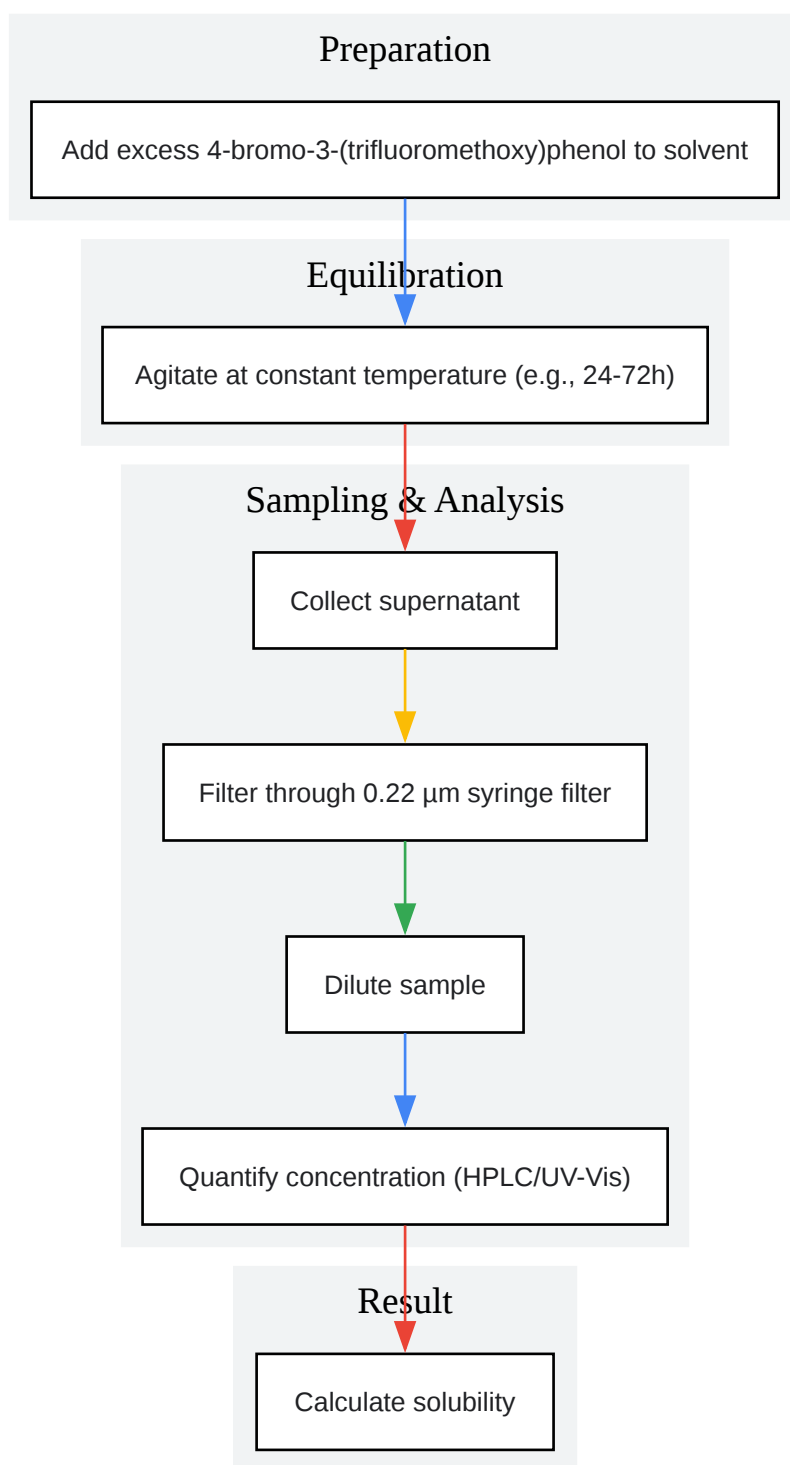 Preparation
Add excess 4-bromo-3-(trifluoromethoxy)phenol to solvent
Equilibration
Agitate at constant temperature (e.g., 24-72h)
Sampling & Analysis
Collect supernatant
Filter through 0.22 µm syringe filter
Dilute sample
Quantify concentration (HPLC/UV-Vis)
Result
Calculate solubility